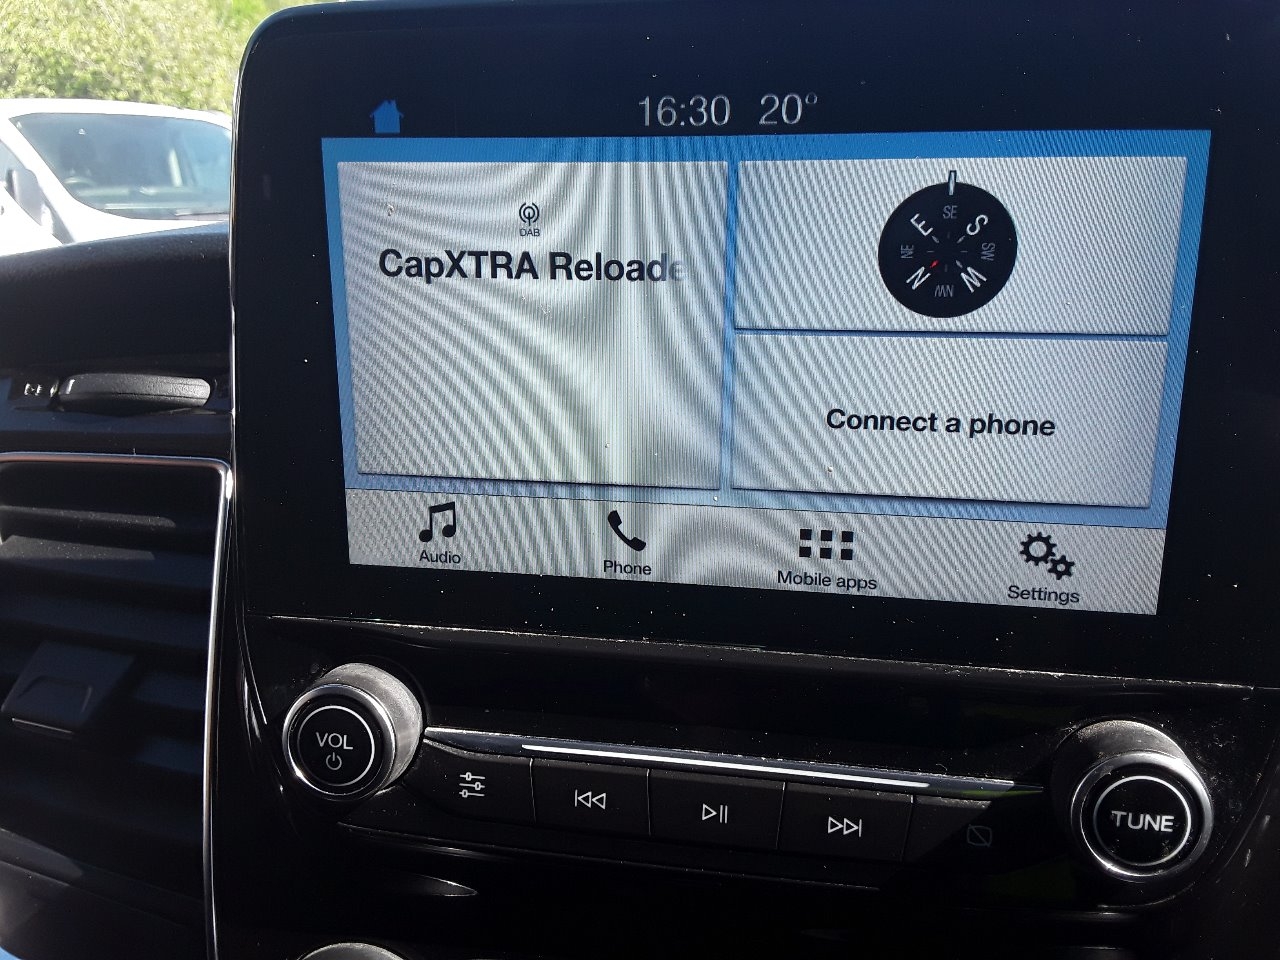 16:30 20°
DAB
CapXTRA Reloade
SE
E S
NE SW
N W
NW
Connect a phone
Audio
Phone
Mobile apps
Settings
VOL
TUNE